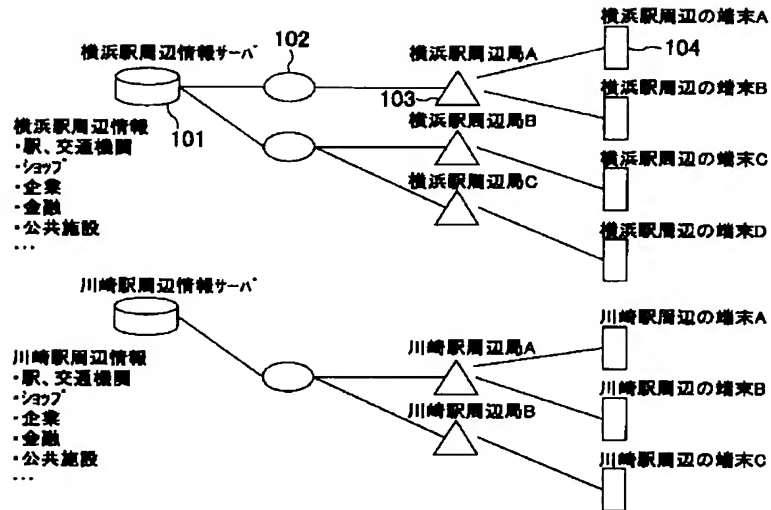 横浜駅周辺の端末A
102
横浜駅周辺情報サーバ
横浜駅周辺局A
104
101
103
横浜駅周辺の端末B
横浜駅周辺情報
・駅、交通機関
・ショップ
・企業
・金融
・公共施設
…
横浜駅周辺局B
横浜駅周辺の端末C
横浜駅周辺局C
横浜駅周辺の端末D
川崎駅周辺情報サーバ
川崎駅周辺の端末A
川崎駅周辺情報
・駅、交通機関
・ショップ
・企業
・金融
・公共施設
…
川崎駅周辺局A
川崎駅周辺の端末B
川崎駅周辺局B
川崎駅周辺の端末C